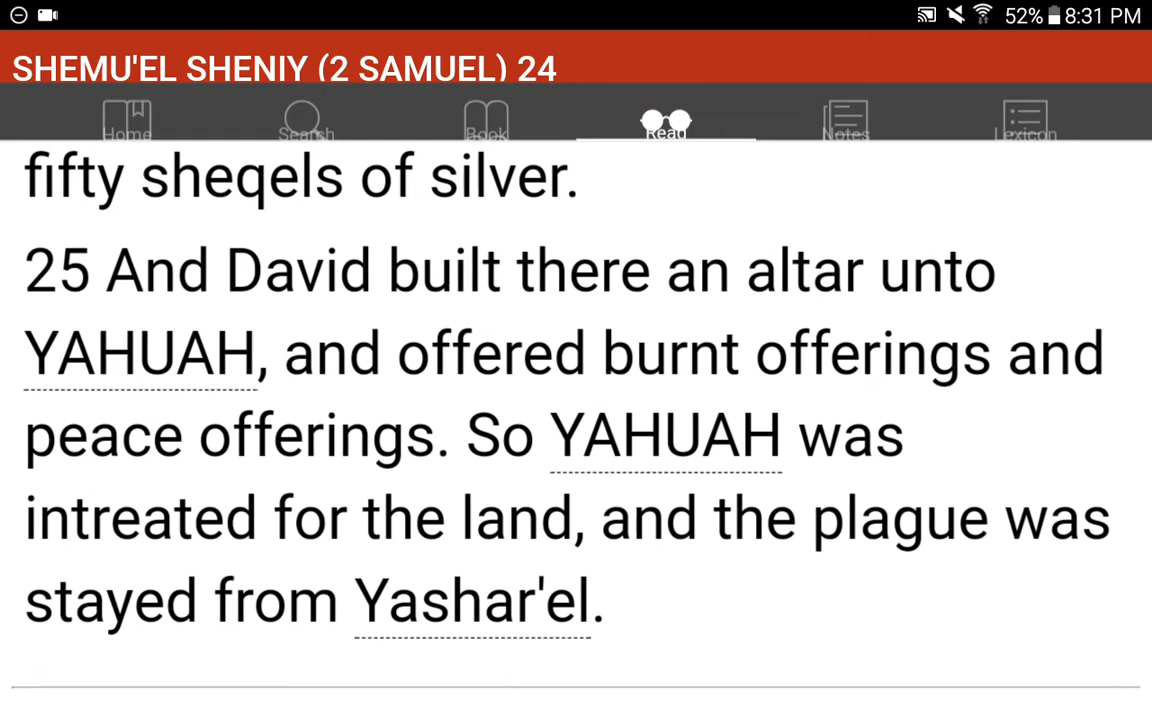 52% 8:31 PM
SHEMU'EL SHENIY (2 SAMUEL) 24
Home Search Book Read Notes Lexicon
fifty sheqels of silver.
25 And David built there an altar unto
YAHUAH, and offered burnt offerings and
peace offerings. So YAHUAH was
intreated for the land, and the plague was
stayed from Yashar'el.